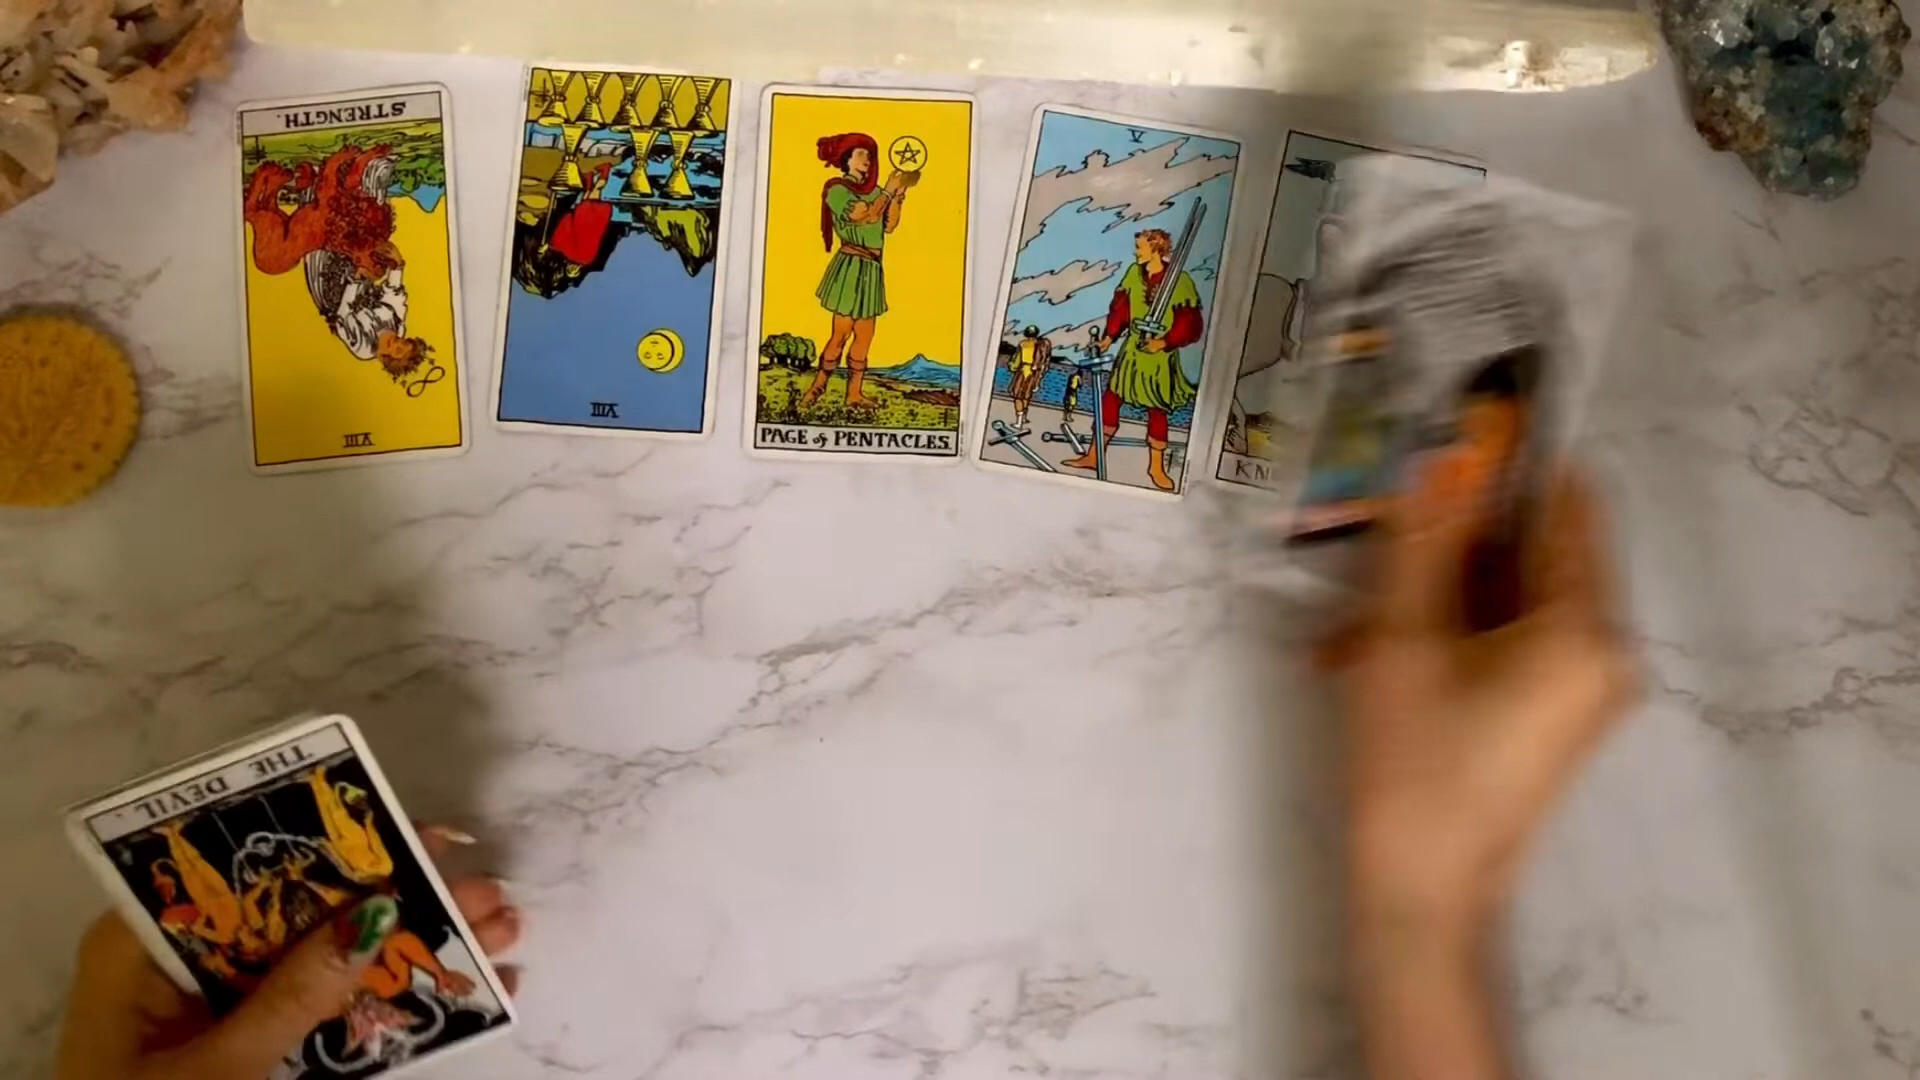 STRENGTH.
VIII
VIII
PAGE of PENTACLES.
V
THE DEVIL.